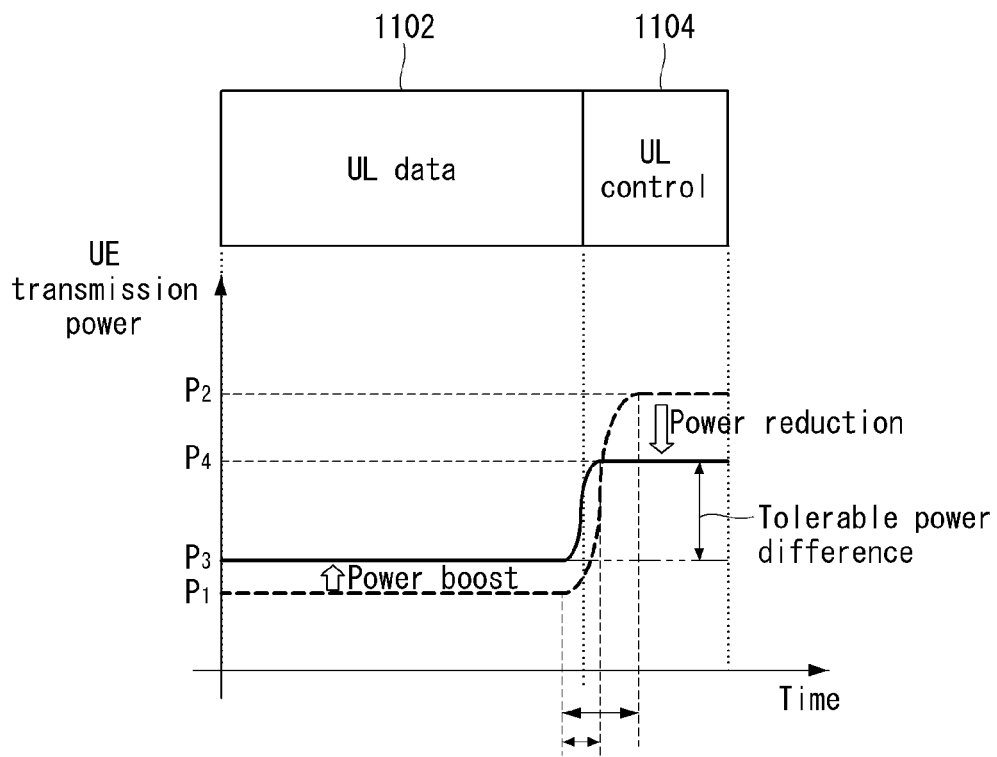 1102
1104
UL data
UL
control
UE
transmission
power
P2
Power reduction
P4
Tolerable power
difference
P3
Power boost
P1
Time